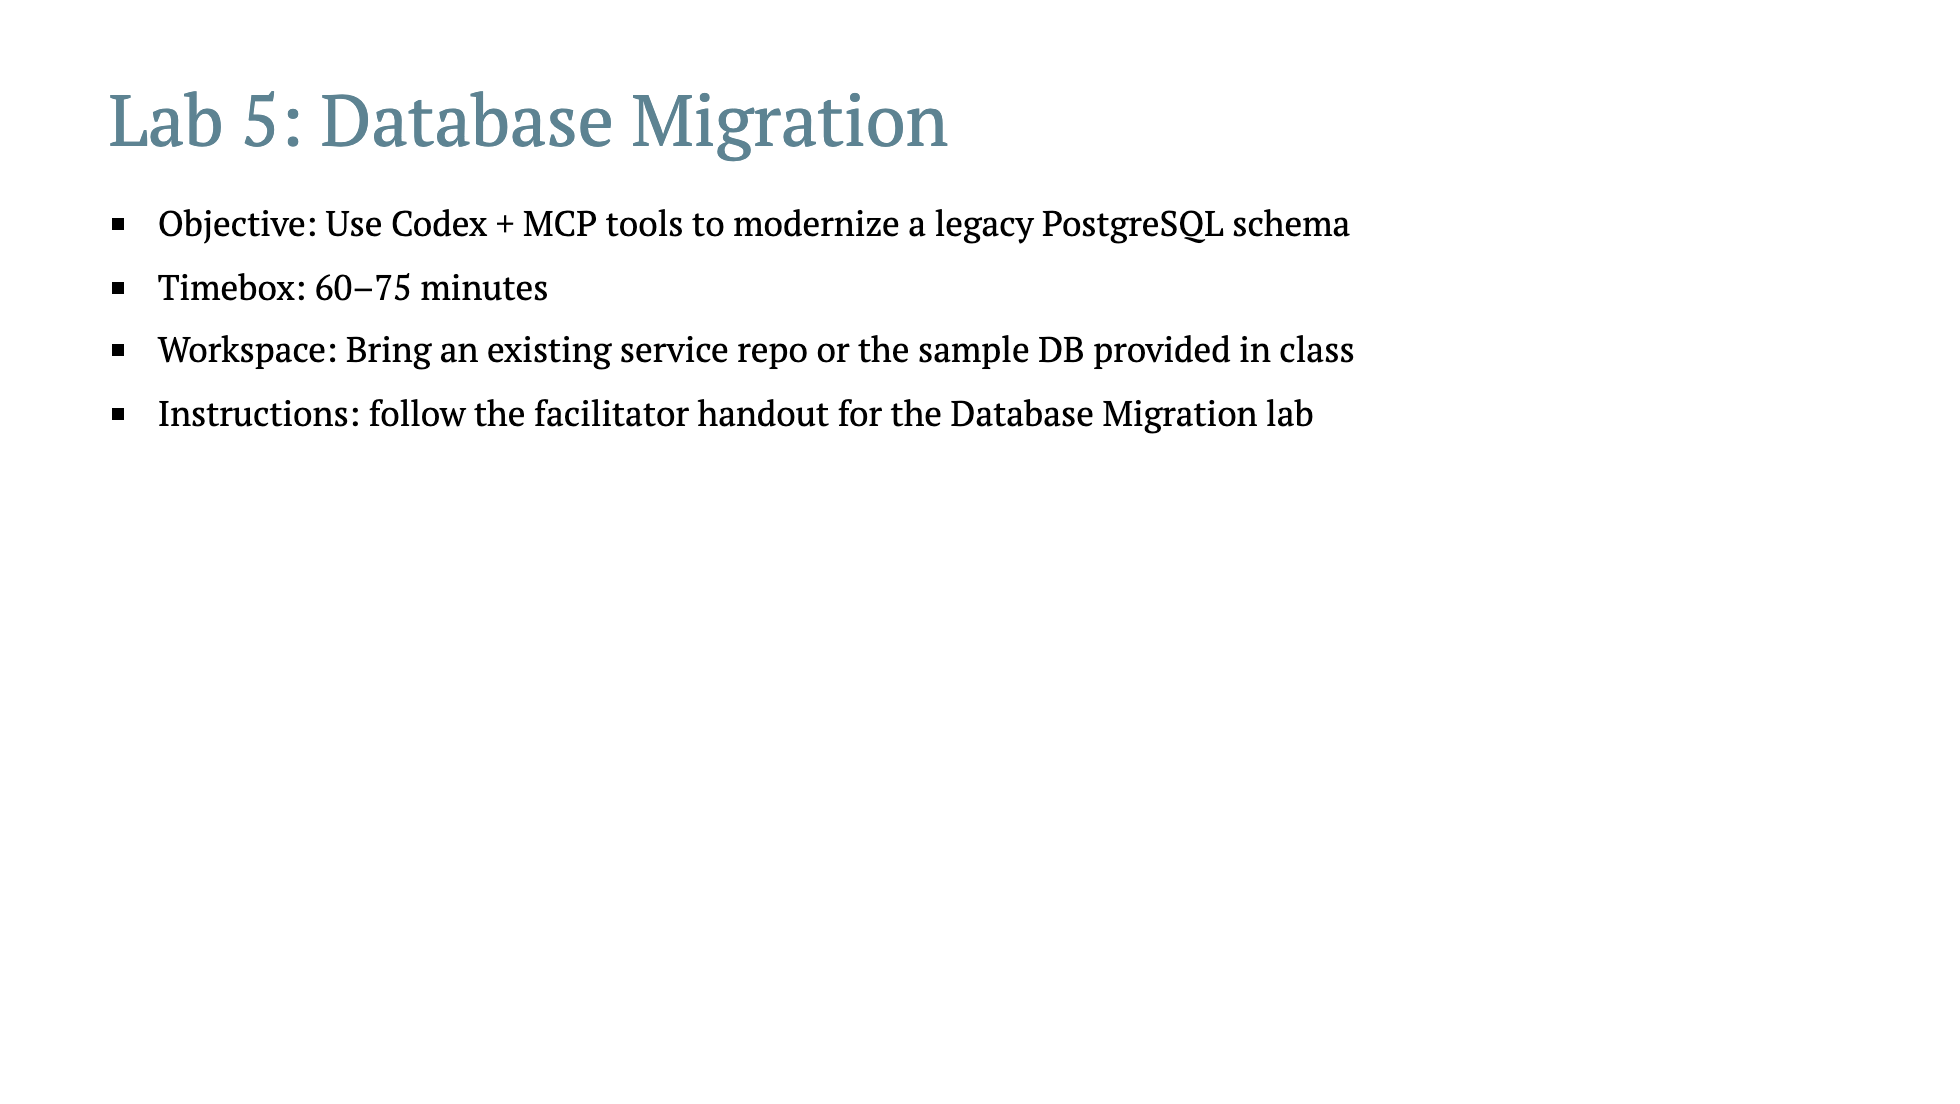 Lab 5: Database Migration
▪ Objective: Use Codex + MCP tools to modernize a legacy PostgreSQL schema
▪ Timebox: 60–75 minutes
▪ Workspace: Bring an existing service repo or the sample DB provided in class
▪ Instructions: follow the facilitator handout for the Database Migration lab